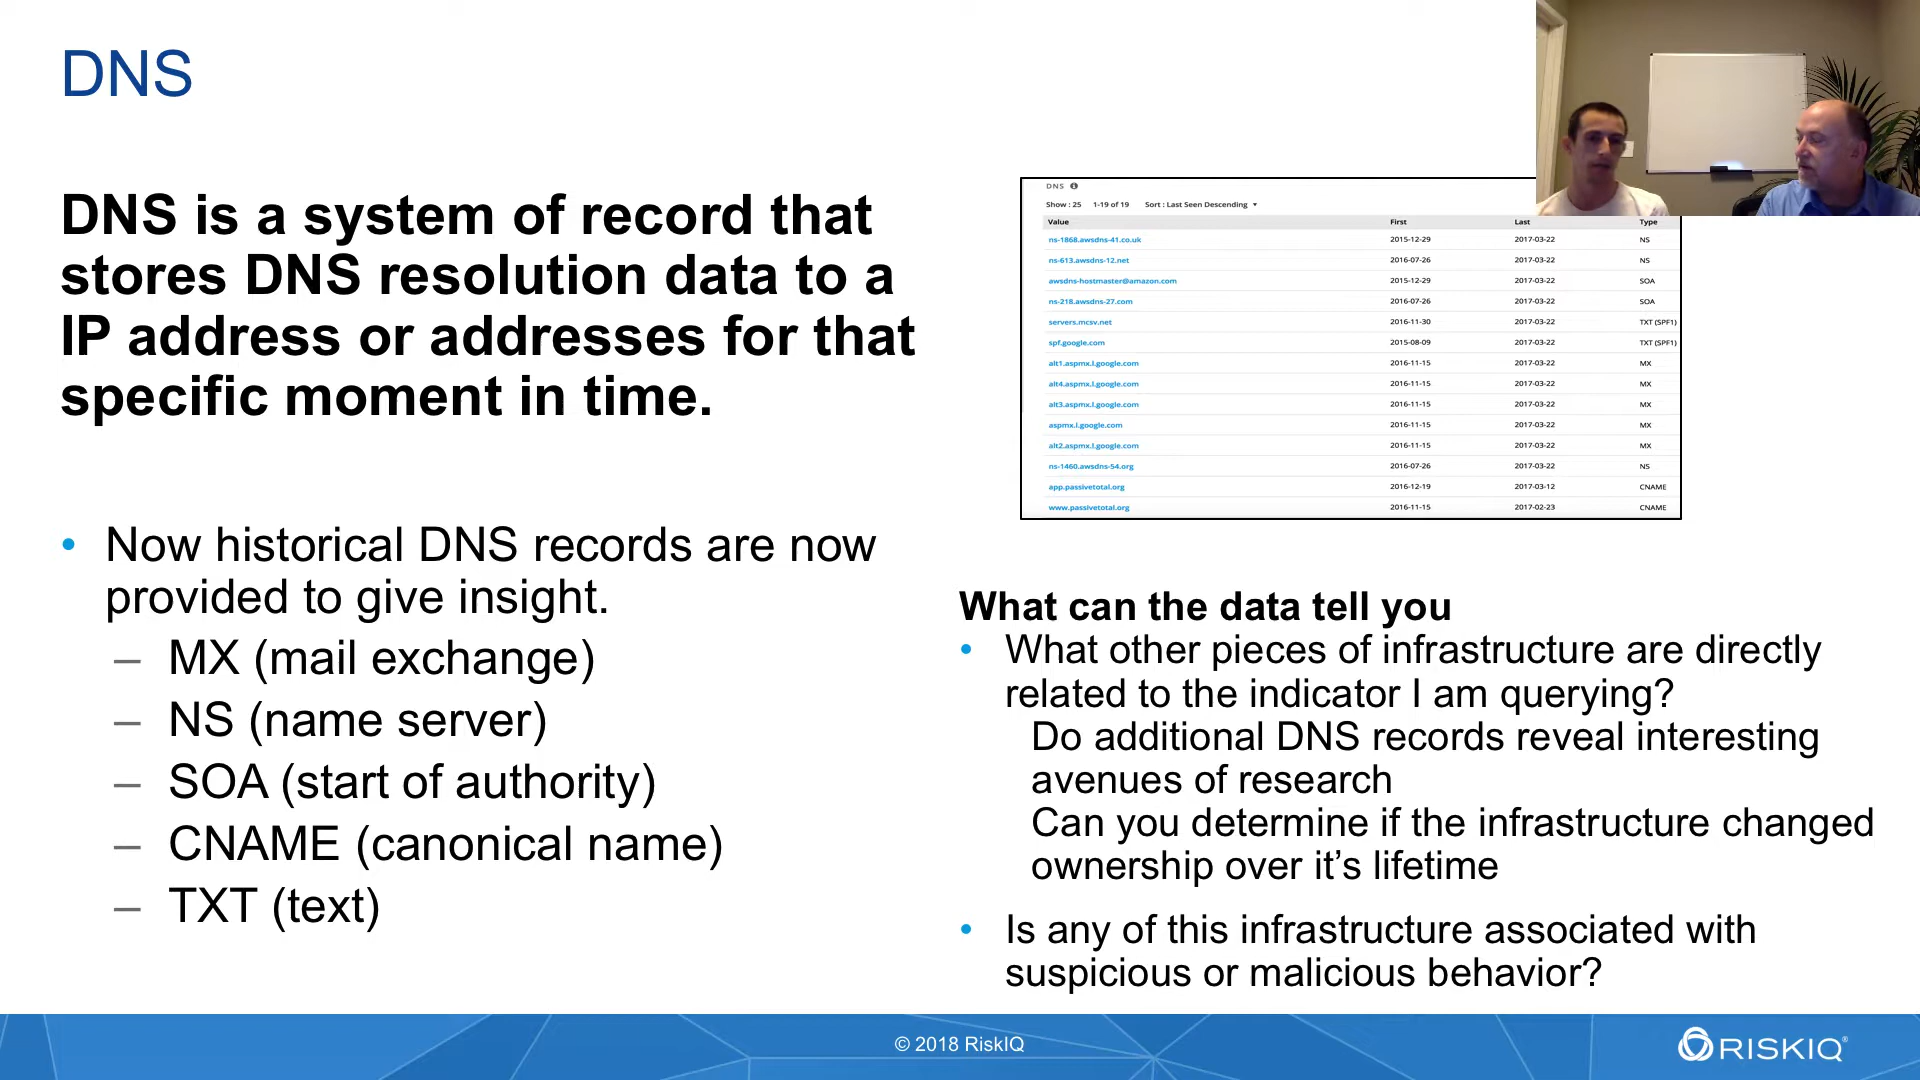 DNS
DNS is a system of record that
stores DNS resolution data to a
IP address or addresses for that
specific moment in time.
• Now historical DNS records are now
provided to give insight.
– MX (mail exchange)
– NS (name server)
– SOA (start of authority)
– CNAME (canonical name)
– TXT (text)
DNS
Show : 25 1-19 of 19 Sort : Last Seen Descending
Value First Last Type
ns-1868.awsdns-41.co.uk 2015-12-29 2017-03-22 NS
ns-613.awsdns-12.net 2016-07-26 2017-03-22 NS
awsdns-hostmaster@amazon.com 2015-12-29 2017-03-22 SOA
ns-218.awsdns-27.com 2016-07-26 2017-03-22 SOA
servers.mcsv.net 2016-11-30 2017-03-22 TXT (SPF1)
spf.google.com 2015-08-09 2017-03-22 TXT (SPF1)
alt1.aspmx.l.google.com 2016-11-15 2017-03-22 MX
alt4.aspmx.l.google.com 2016-11-15 2017-03-22 MX
alt3.aspmx.l.google.com 2016-11-15 2017-03-22 MX
aspmx.l.google.com 2016-11-15 2017-03-22 MX
alt2.aspmx.l.google.com 2016-11-15 2017-03-22 MX
ns-1460.awsdns-54.org 2016-07-26 2017-03-22 NS
app.passivetotal.org 2016-12-19 2017-03-12 CNAME
www.passivetotal.org 2016-11-15 2017-02-23 CNAME
What can the data tell you
• What other pieces of infrastructure are directly
related to the indicator I am querying?
Do additional DNS records reveal interesting
avenues of research
Can you determine if the infrastructure changed
ownership over it’s lifetime
• Is any of this infrastructure associated with
suspicious or malicious behavior?
© 2018 RiskIQ
RISKIQ®